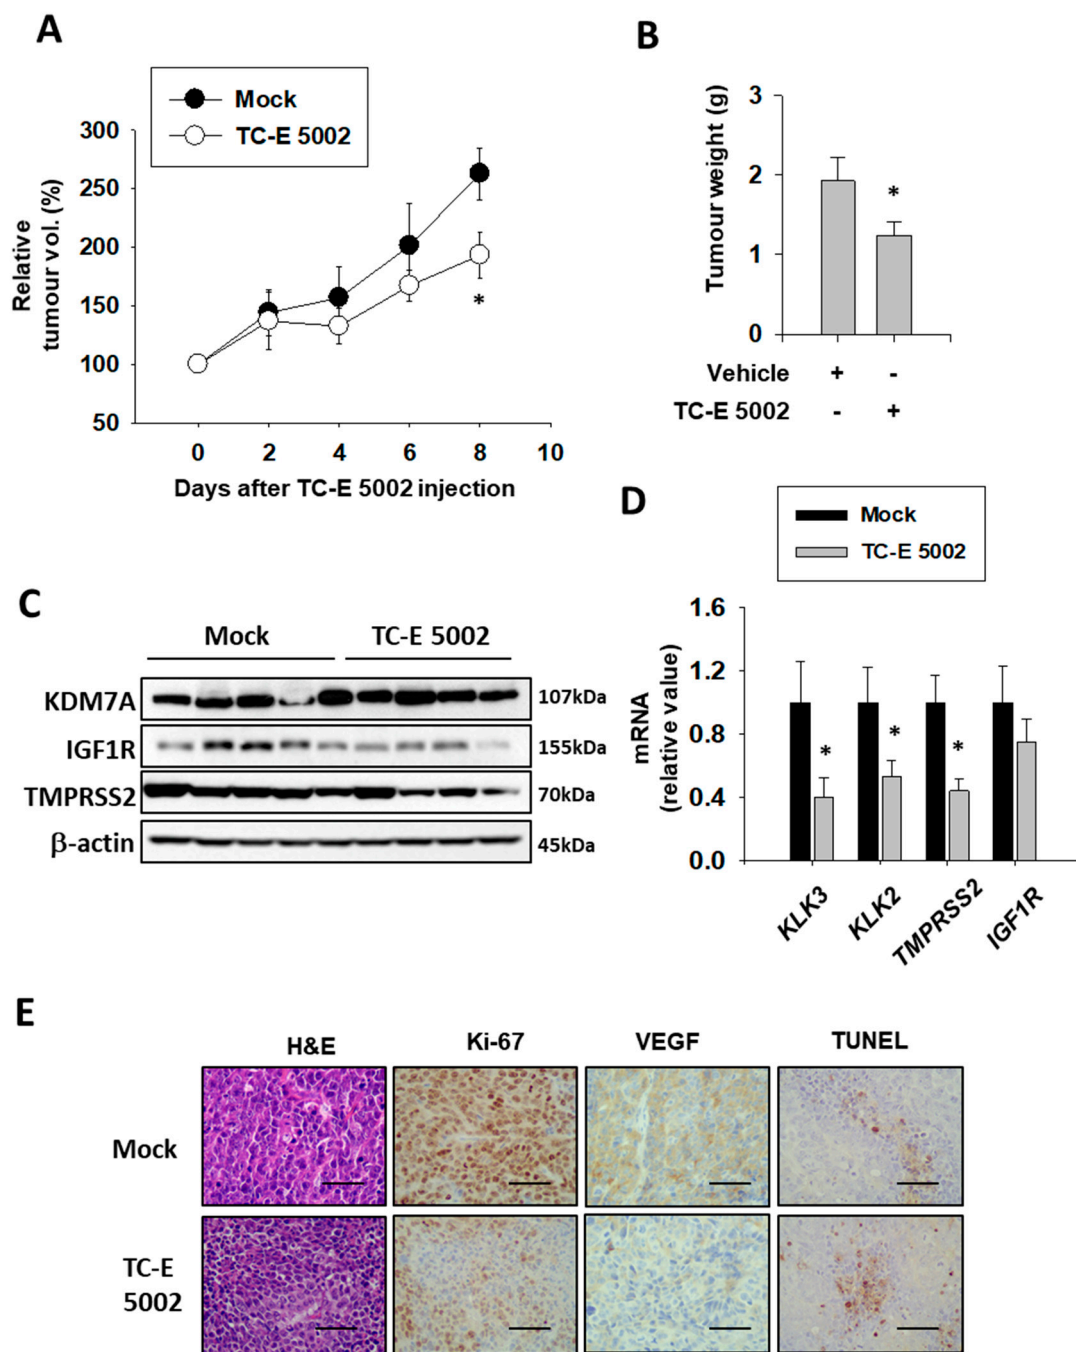 A
Mock
TC-E 5002
Relative
tumour vol. (%)
300
250
200
150
100
50
*
0 2 4 6 8 10
Days after TC-E 5002 injection
B
Tumour weight (g)
3
2
1
0
*
Vehicle + -
TC-E 5002 - +
C
Mock TC-E 5002
KDM7A 107kDa
IGF1R 155kDa
TMPRSS2 70kDa
β-actin 45kDa
D
Mock
TC-E 5002
mRNA
(relative value)
1.6
1.2
0.8
0.4
0.0
* * *
KLK3 KLK2 TMPRSS2 IGF1R
E
H&E Ki-67 VEGF TUNEL
Mock
TC-E
5002